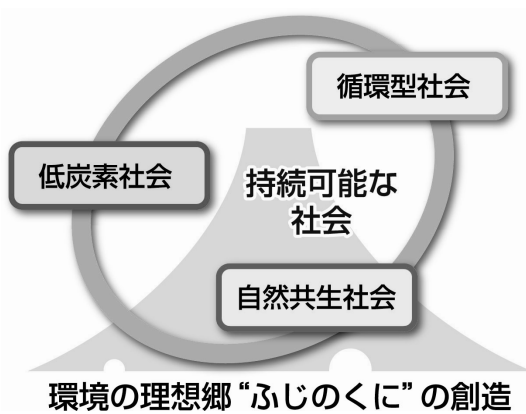 循環型社会
低炭素社会
持続可能な
社会
自然共生社会
環境の理想郷“ふじのくに”の創造